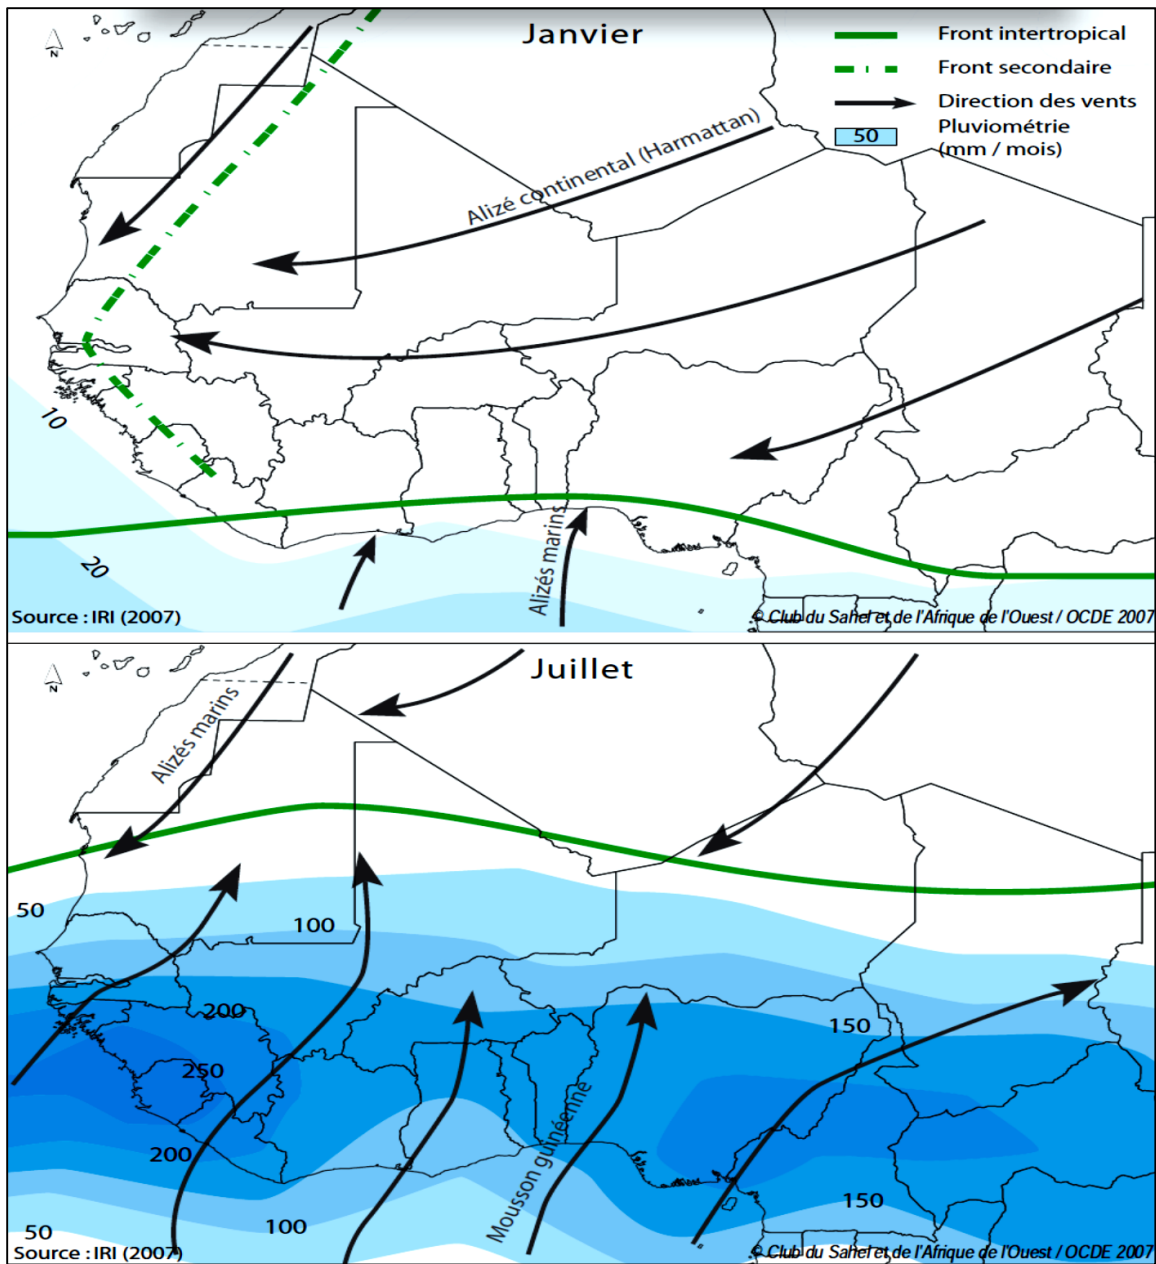 N
Janvier
Front intertropical
Front secondaire
Direction des vents
50
Pluviométrie
(mm / mois)
Alizé continental (Harmattan)
10
20
Alizés marins
Alizés marins
Source : IRI (2007)
© Club du Sahel et de l'Afrique de l'Ouest / OCDE 2007
N
Juillet
Alizés marins
50
100
200
150
250
200
Mousson guinéenne
150
100
50
Source : IRI (2007)
© Club du Sahel et de l'Afrique de l'Ouest / OCDE 2007